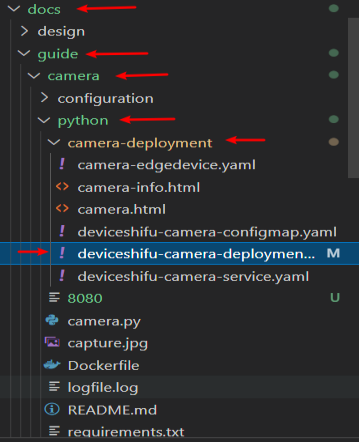 docs
design
guide
camera
configuration
python
camera-deployment
! camera-edgedevice.yaml
<> camera-info.html
<> camera.html
! deviceshifu-camera-configmap.yaml
! deviceshifu-camera-deploymen... M
! deviceshifu-camera-service.yaml
8080 U
camera.py
capture.jpg
Dockerfile
logfile.log
README.md
requirements.txt